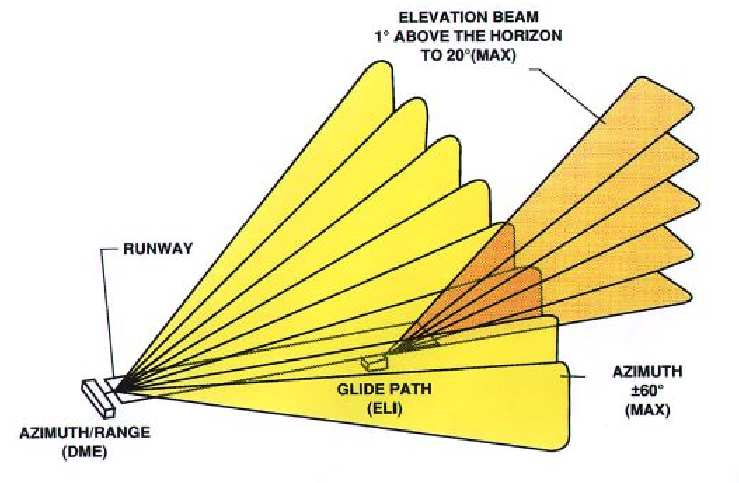 ELEVATION BEAM
1° ABOVE THE HORIZON
TO 20°(MAX)
RUNWAY
GLIDE PATH
(ELI)
AZIMUTH
±60°
(MAX)
AZIMUTH/RANGE
(DME)